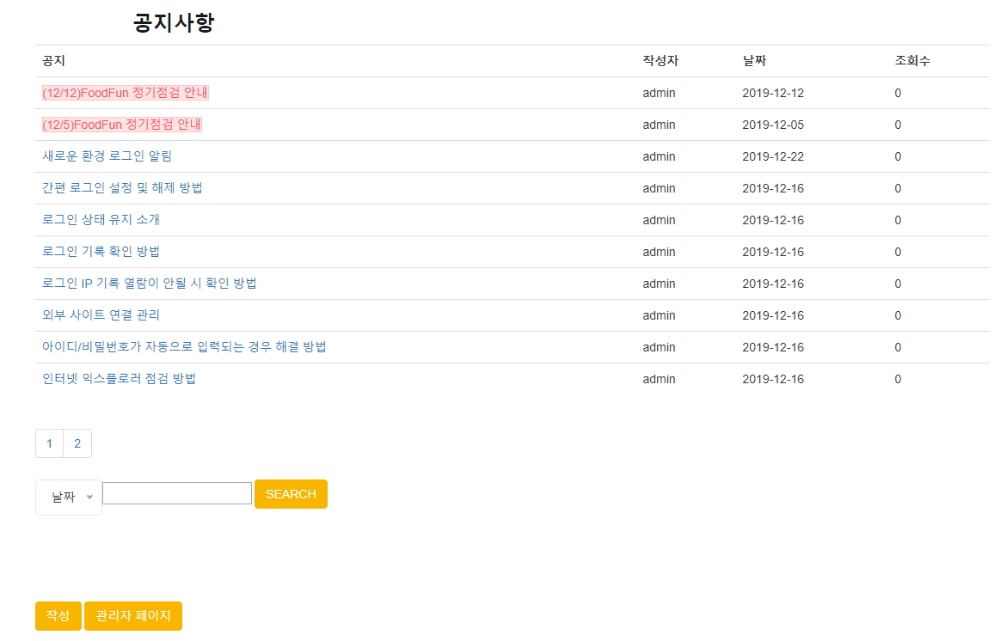 공지사항
공지 작성자 날짜 조회수
(12/12)FoodFun 정기점검 안내 admin 2019-12-12 0
(12/5)FoodFun 정기점검 안내 admin 2019-12-05 0
새로운 환경 로그인 알림 admin 2019-12-22 0
간편 로그인 설정 및 해제 방법 admin 2019-12-16 0
로그인 상태 유지 소개 admin 2019-12-16 0
로그인 기록 확인 방법 admin 2019-12-16 0
로그인 IP 기록 열람이 안될 시 확인 방법 admin 2019-12-16 0
외부 사이트 연결 관리 admin 2019-12-16 0
아이디/비밀번호가 자동으로 입력되는 경우 해결 방법 admin 2019-12-16 0
인터넷 익스플로러 점검 방법 admin 2019-12-16 0
1 2
날짜 SEARCH
작성 관리자 페이지